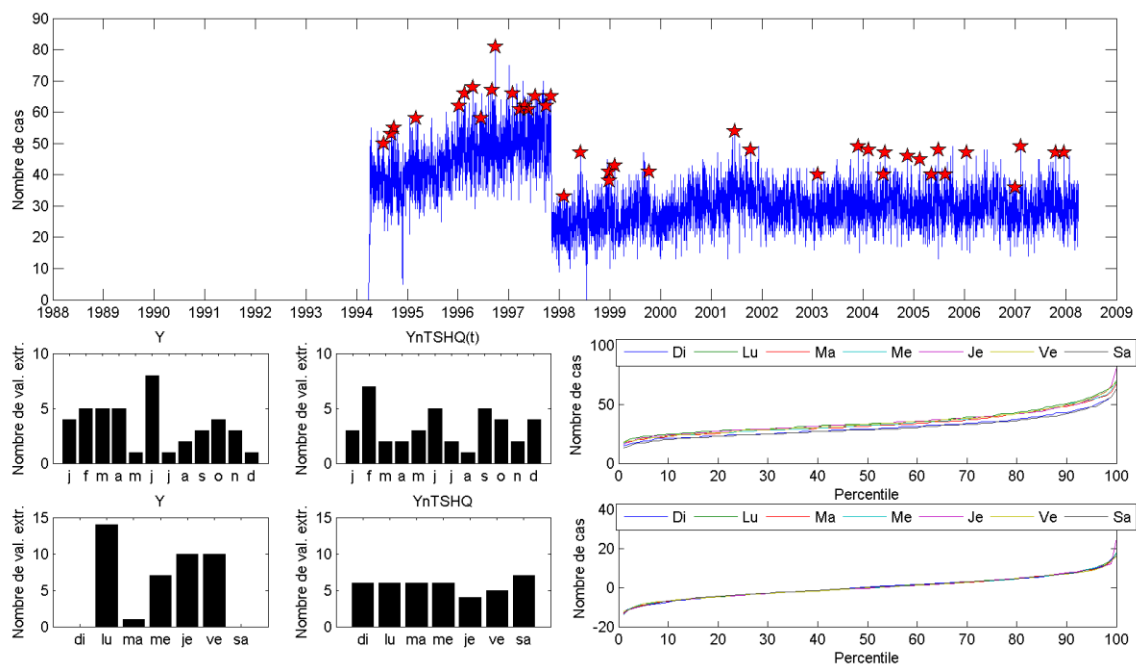 90
80
70
60
50
40
30
20
10
0
Nombre de cas
1988 1989 1990 1991 1992 1993 1994 1995 1996 1997 1998 1999 2000 2001 2002 2003 2004 2005 2006 2007 2008 2009
Y
10
5
0
Nombre de val. extr.
j f m a m j j a s o n d
YnTSHQ(t)
10
5
0
Nombre de val. extr.
j f m a m j j a s o n d
100
50
0
Nombre de cas
Di Lu Ma Me Je Ve Sa
0 10 20 30 40 50 60 70 80 90 100
Percentile
Y
15
10
5
0
Nombre de val. extr.
di lu ma me je ve sa
YnTSHQ
15
10
5
0
Nombre de val. extr.
di lu ma me je ve sa
40
20
0
-20
Nombre de cas
Di Lu Ma Me Je Ve Sa
0 10 20 30 40 50 60 70 80 90 100
Percentile